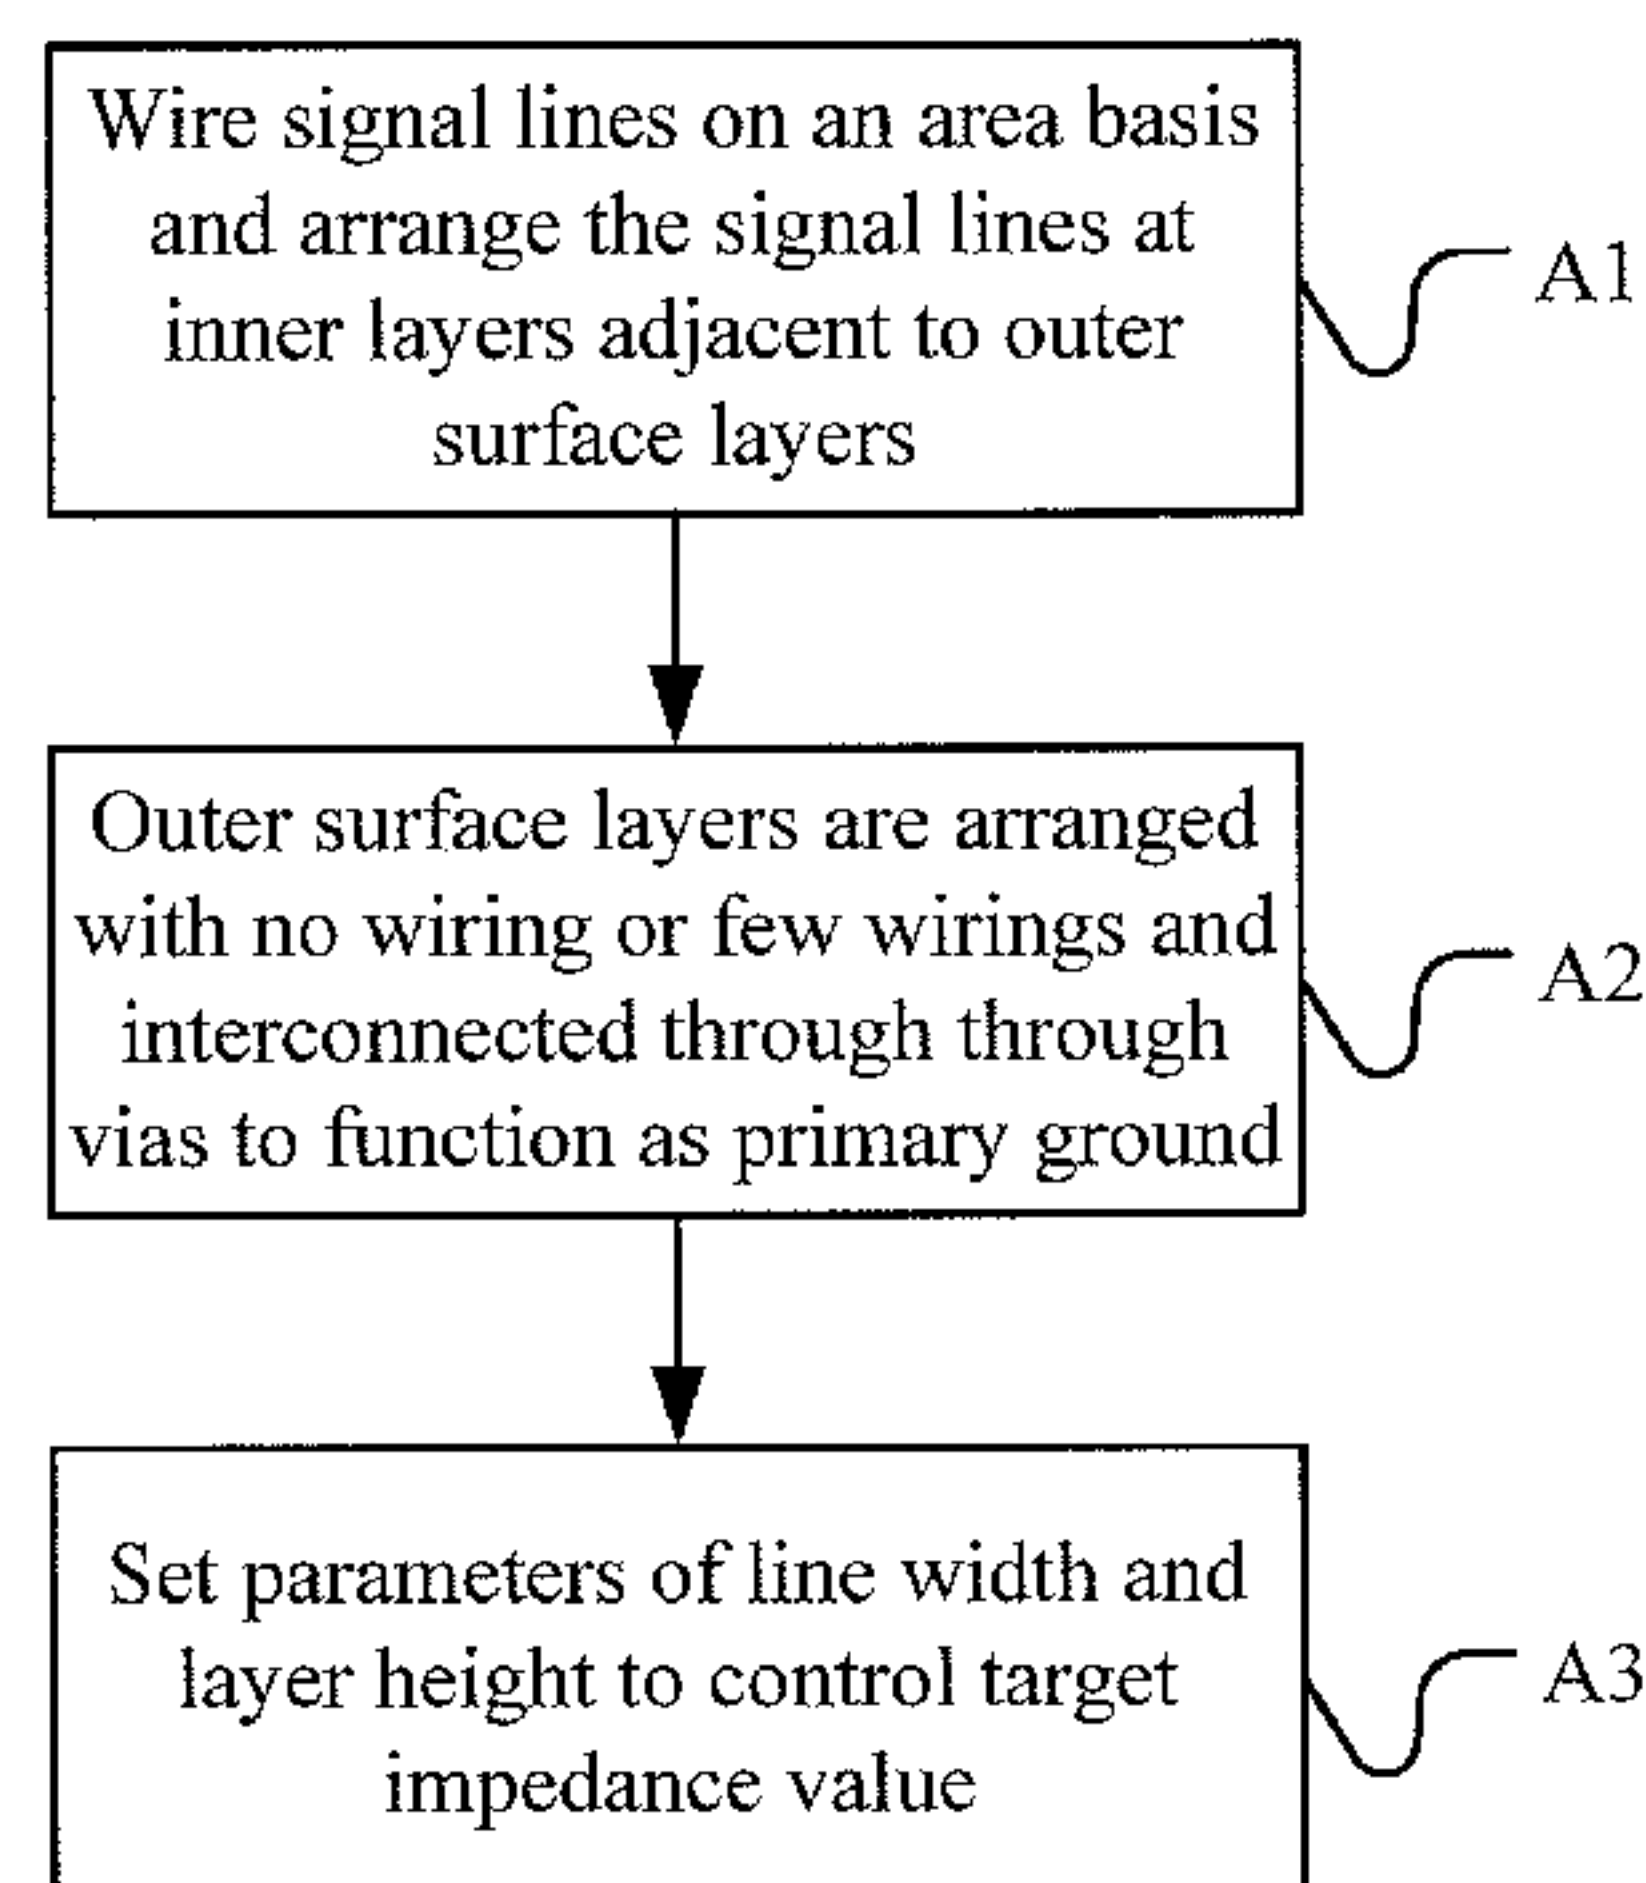 Wire signal lines on an area basis
and arrange the signal lines at
inner layers adjacent to outer
surface layers
A1
Outer surface layers are arranged
with no wiring or few wirings and
interconnected through through
vias to function as primary ground
A2
Set parameters of line width and
layer height to control target
impedance value
A3